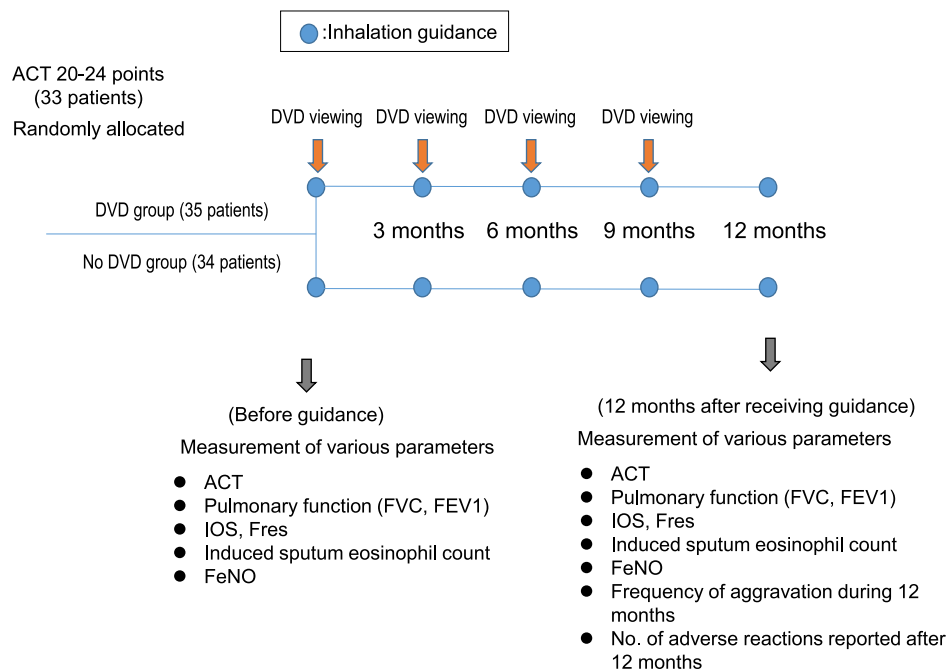 :Inhalation guidance
ACT 20-24 points
(33 patients)
Randomly allocated
DVD viewing DVD viewing DVD viewing DVD viewing
DVD group (35 patients)
3 months 6 months 9 months 12 months
No DVD group (34 patients)
(Before guidance)
Measurement of various parameters
● ACT
● Pulmonary function (FVC, FEV1)
● IOS, Fres
● Induced sputum eosinophil count
● FeNO
(12 months after receiving guidance)
Measurement of various parameters
● ACT
● Pulmonary function (FVC, FEV1)
● IOS, Fres
● Induced sputum eosinophil count
● FeNO
● Frequency of aggravation during 12
months
● No. of adverse reactions reported after
12 months